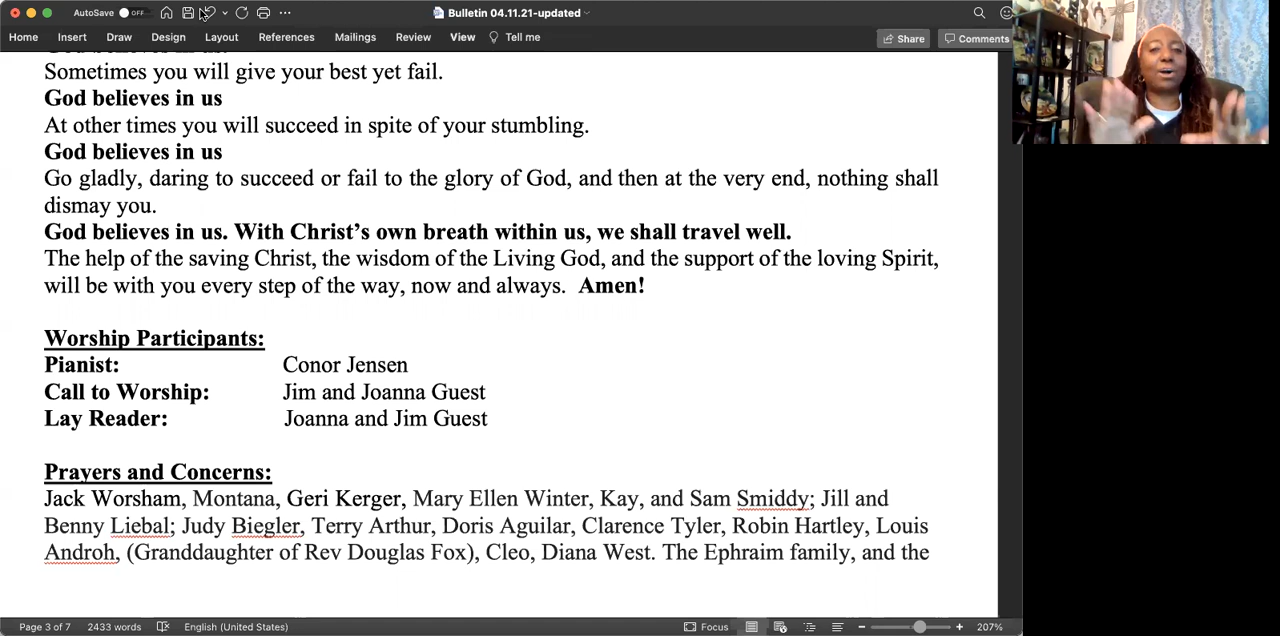 AutoSave OFF
Bulletin 04.11.21-updated
Home Insert Draw Design Layout References Mailings Review View Tell me Share Comments
Sometimes you will give your best yet fail.
God believes in us
At other times you will succeed in spite of your stumbling.
God believes in us
Go gladly, daring to succeed or fail to the glory of God, and then at the very end, nothing shall
dismay you.
God believes in us. With Christ’s own breath within us, we shall travel well.
The help of the saving Christ, the wisdom of the Living God, and the support of the loving Spirit,
will be with you every step of the way, now and always. Amen!
Worship Participants:
Pianist: Conor Jensen
Call to Worship: Jim and Joanna Guest
Lay Reader: Joanna and Jim Guest
Prayers and Concerns:
Jack Worsham, Montana, Geri Kerger, Mary Ellen Winter, Kay, and Sam Smiddy; Jill and
Benny Liebal; Judy Biegler, Terry Arthur, Doris Aguilar, Clarence Tyler, Robin Hartley, Louis
Androh, (Granddaughter of Rev Douglas Fox), Cleo, Diana West. The Ephraim family, and the
Page 3 of 7 2433 words English (United States) Focus 207%